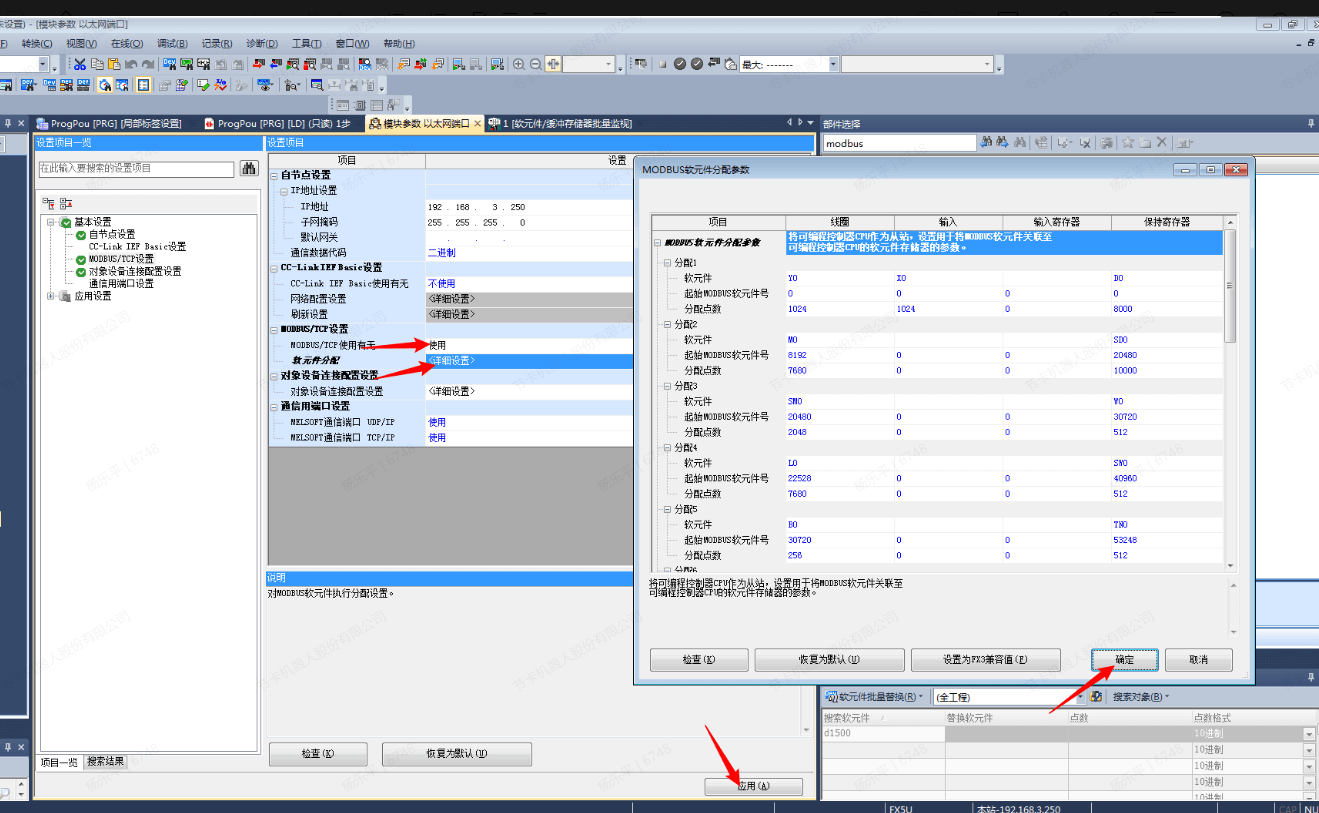 未设置) - [模块参数 以太网端口]
转换(C) 视图(V) 在线(O) 调试(B) 记录(R) 诊断(D) 工具(T) 窗口(W) 帮助(H)
最大: -------
ProgPou [PRG] [局部标签设置]
ProgPou [PRG] [LD] (只读) 1步
模块参数 以太网端口
1 [软元件/缓冲存储器批量监视]
部件选择
设置项目一览
在此输入要搜索的设置项目
基本设置
自节点设置
CC-Link IEF Basic设置
MODBUS/TCP设置
对象设备连接配置设置
通信用端口设置
应用设置
项目一览 搜索结果
设置项目
项目 设置
自节点设置
IP地址设置
IP地址 192 . 168 . 3 . 250
子网掩码 255 . 255 . 255 . 0
默认网关 . . .
通信数据代码 二进制
CC-Link IEF Basic设置
CC-Link IEF Basic使用有无 不使用
网络配置设置 <详细设置>
刷新设置 <详细设置>
MODBUS/TCP设置
MODBUS/TCP使用有无 使用
软元件分配 <详细设置>
对象设备连接配置设置
对象设备连接配置设置 <详细设置>
通信用端口设置
MELSOFT通信端口 UDP/IP 使用
MELSOFT通信端口 TCP/IP 使用
说明
对MODBUS软元件执行分配设置。
检查(K) 恢复为默认(U)
应用(A)
modbus
MODBUS软元件分配参数
项目 线圈 输入 输入寄存器 保持寄存器
MODBUS软元件分配参数 将可编程控制器CPU作为从站，设置用于将MODBUS软元件关联至
可编程控制器CPU的软元件存储器的参数。
分配1
软元件 Y0 X0 D0
起始MODBUS软元件号 0 0 0 0
分配点数 1024 1024 0 8000
分配2
软元件 M0 SD0
起始MODBUS软元件号 8192 0 0 20480
分配点数 7680 0 0 10000
分配3
软元件 SM0 W0
起始MODBUS软元件号 20480 0 0 30720
分配点数 2048 0 0 512
分配4
软元件 L0 SW0
起始MODBUS软元件号 22528 0 0 40960
分配点数 7680 0 0 512
分配5
软元件 B0 TN0
起始MODBUS软元件号 30720 0 0 53248
分配点数 256 0 0 512
分配6
将可编程控制器CPU作为从站，设置用于将MODBUS软元件关联至
可编程控制器CPU的软元件存储器的参数。
检查(K) 恢复为默认(U) 设置为FX3兼容值(F) 确定 取消
软元件批量替换(R) (全工程) 搜索对象(B)
搜索软元件 替换软元件 点数 点数格式
d1500 10进制
10进制
10进制
10进制
10进制
FX5U 本站-192.168.3.250 CAP NU
节卡机器人股份有限公司
杨乐平 | 6748